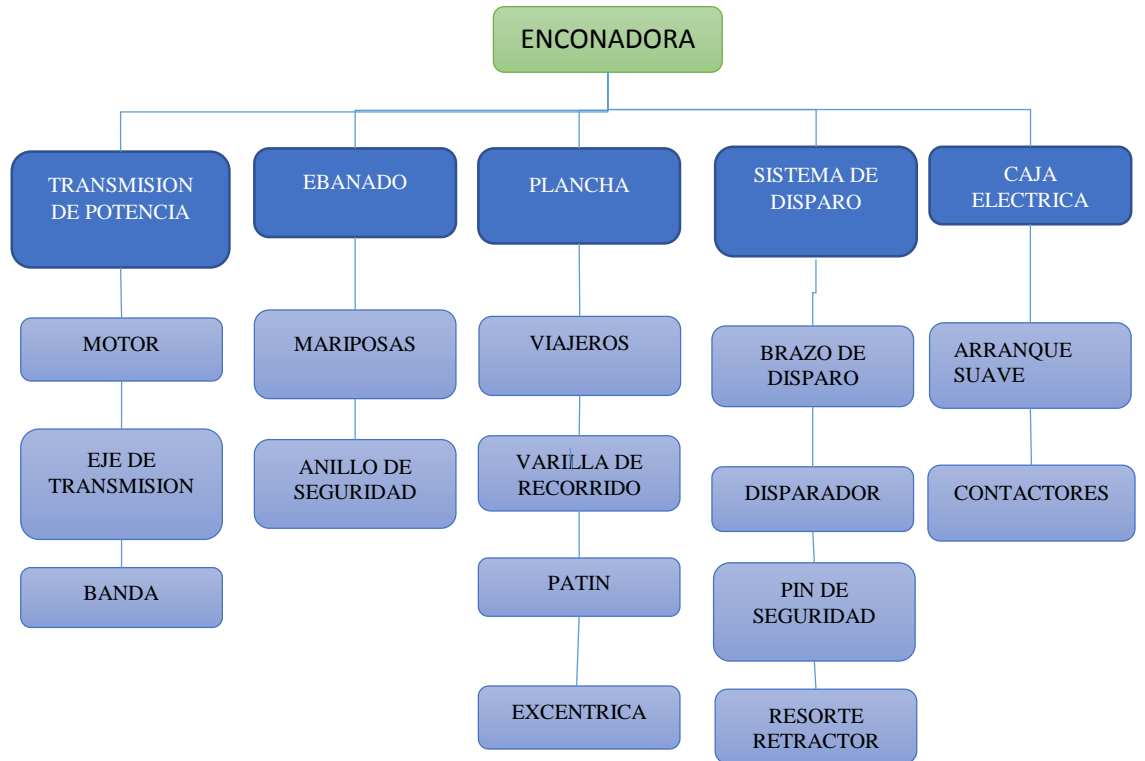 ENCONADORA
TRANSMISION
DE POTENCIA
EBANADO
PLANCHA
SISTEMA DE
DISPARO
CAJA
ELECTRICA
MOTOR
EJE DE
TRANSMISION
BANDA
MARIPOSAS
ANILLO DE
SEGURIDAD
VIAJEROS
VARILLA DE
RECORRIDO
PATIN
EXCENTRICA
BRAZO DE
DISPARO
DISPARADOR
PIN DE
SEGURIDAD
RESORTE
RETRACTOR
ARRANQUE
SUAVE
CONTACTORES